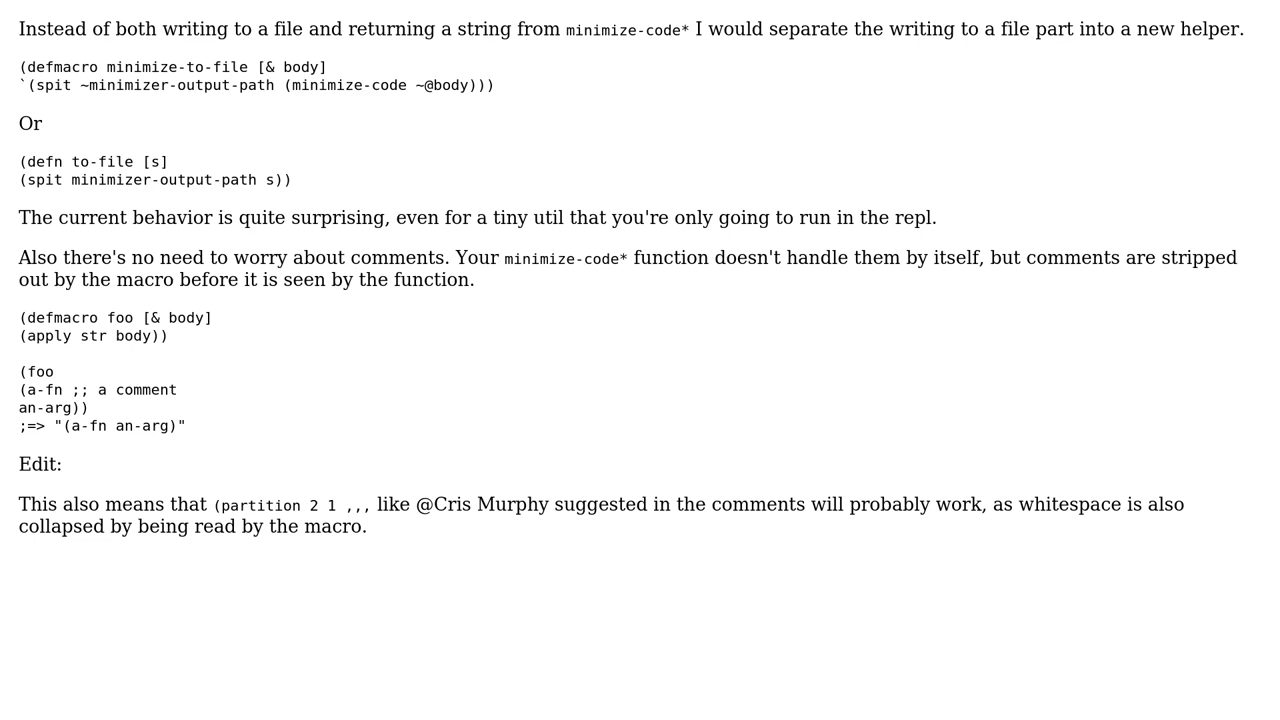 Instead of both writing to a file and returning a string from minimize-code* I would separate the writing to a file part into a new helper.
(defmacro minimize-to-file [& body]
`(spit ~minimizer-output-path (minimize-code ~@body)))
Or
(defn to-file [s]
(spit minimizer-output-path s))
The current behavior is quite surprising, even for a tiny util that you're only going to run in the repl.
Also there's no need to worry about comments. Your minimize-code* function doesn't handle them by itself, but comments are stripped
out by the macro before it is seen by the function.
(defmacro foo [& body]
(apply str body))
(foo
(a-fn ;; a comment
an-arg))
;=> "(a-fn an-arg)"
Edit:
This also means that (partition 2 1 ,,, like @Cris Murphy suggested in the comments will probably work, as whitespace is also
collapsed by being read by the macro.